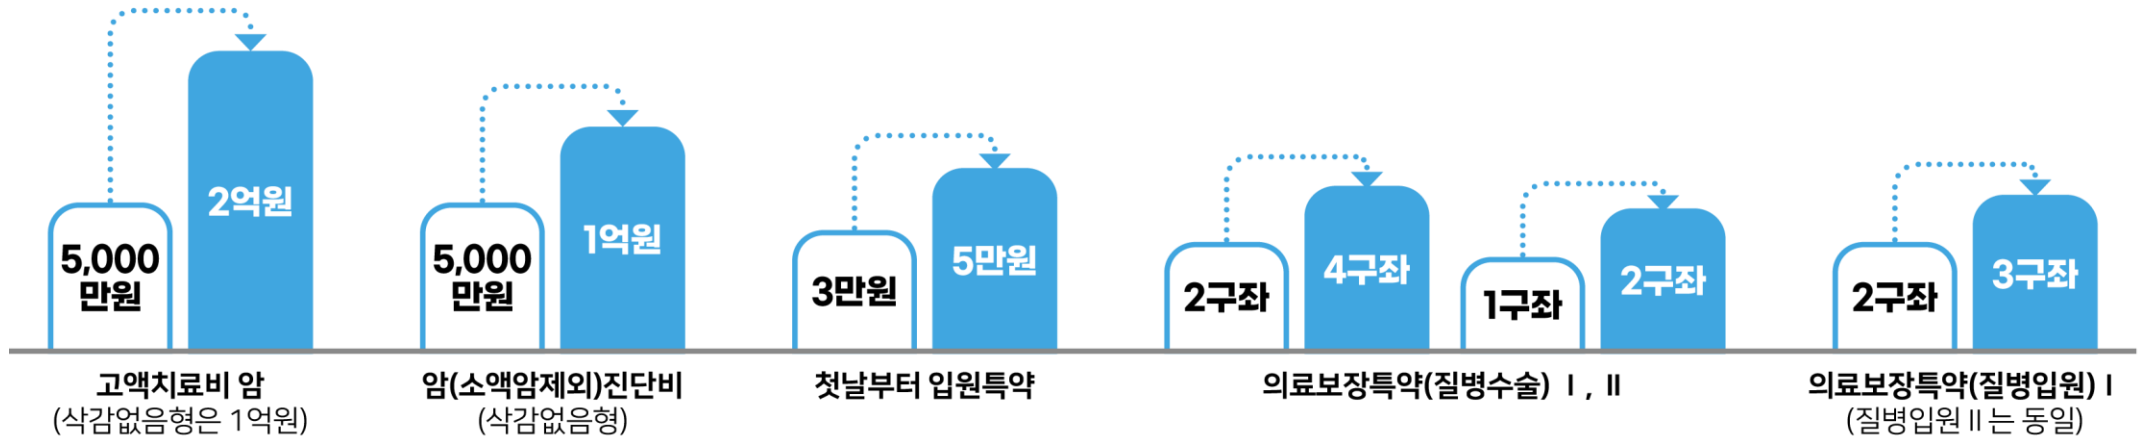 5,000
만원
2억원
고액치료비 암
(삭감없음형은 1억원)
5,000
만원
1억원
암(소액암제외)진단비
(삭감없음형)
3만원
5만원
첫날부터 입원특약
2구좌
4구좌
1구좌
2구좌
의료보장특약(질병수술) Ⅰ, Ⅱ
2구좌
3구좌
의료보장특약(질병입원)Ⅰ
(질병입원Ⅱ는 동일)